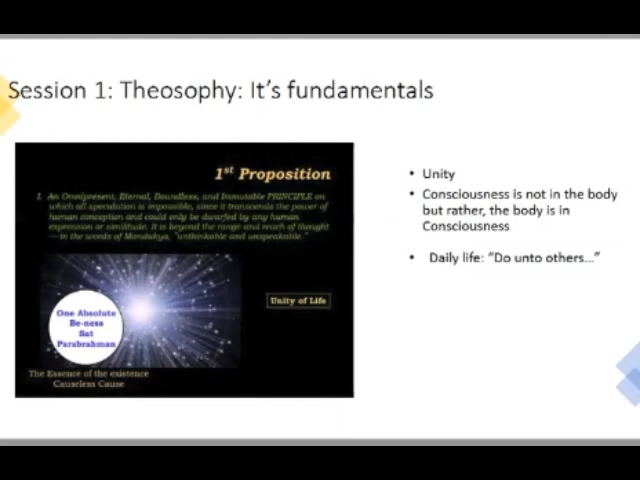 Session 1: Theosophy: It's fundamentals
1st Proposition
1. An Omnipresent, Eternal, Boundless, and Immutable PRINCIPLE on
which all speculation is impossible, since it transcends the power of
human conception and could only be dwarfed by any human
expression or similitude. It is beyond the range and reach of thought
— in the words of Mandukya, "unthinkable and unspeakable."
One Absolute
Be-ness
Sat
Parabrahman
Unity of Life
The Essence of the existence
Causeless Cause
• Unity
• Consciousness is not in the body
but rather, the body is in
Consciousness
• Daily life: "Do unto others…"